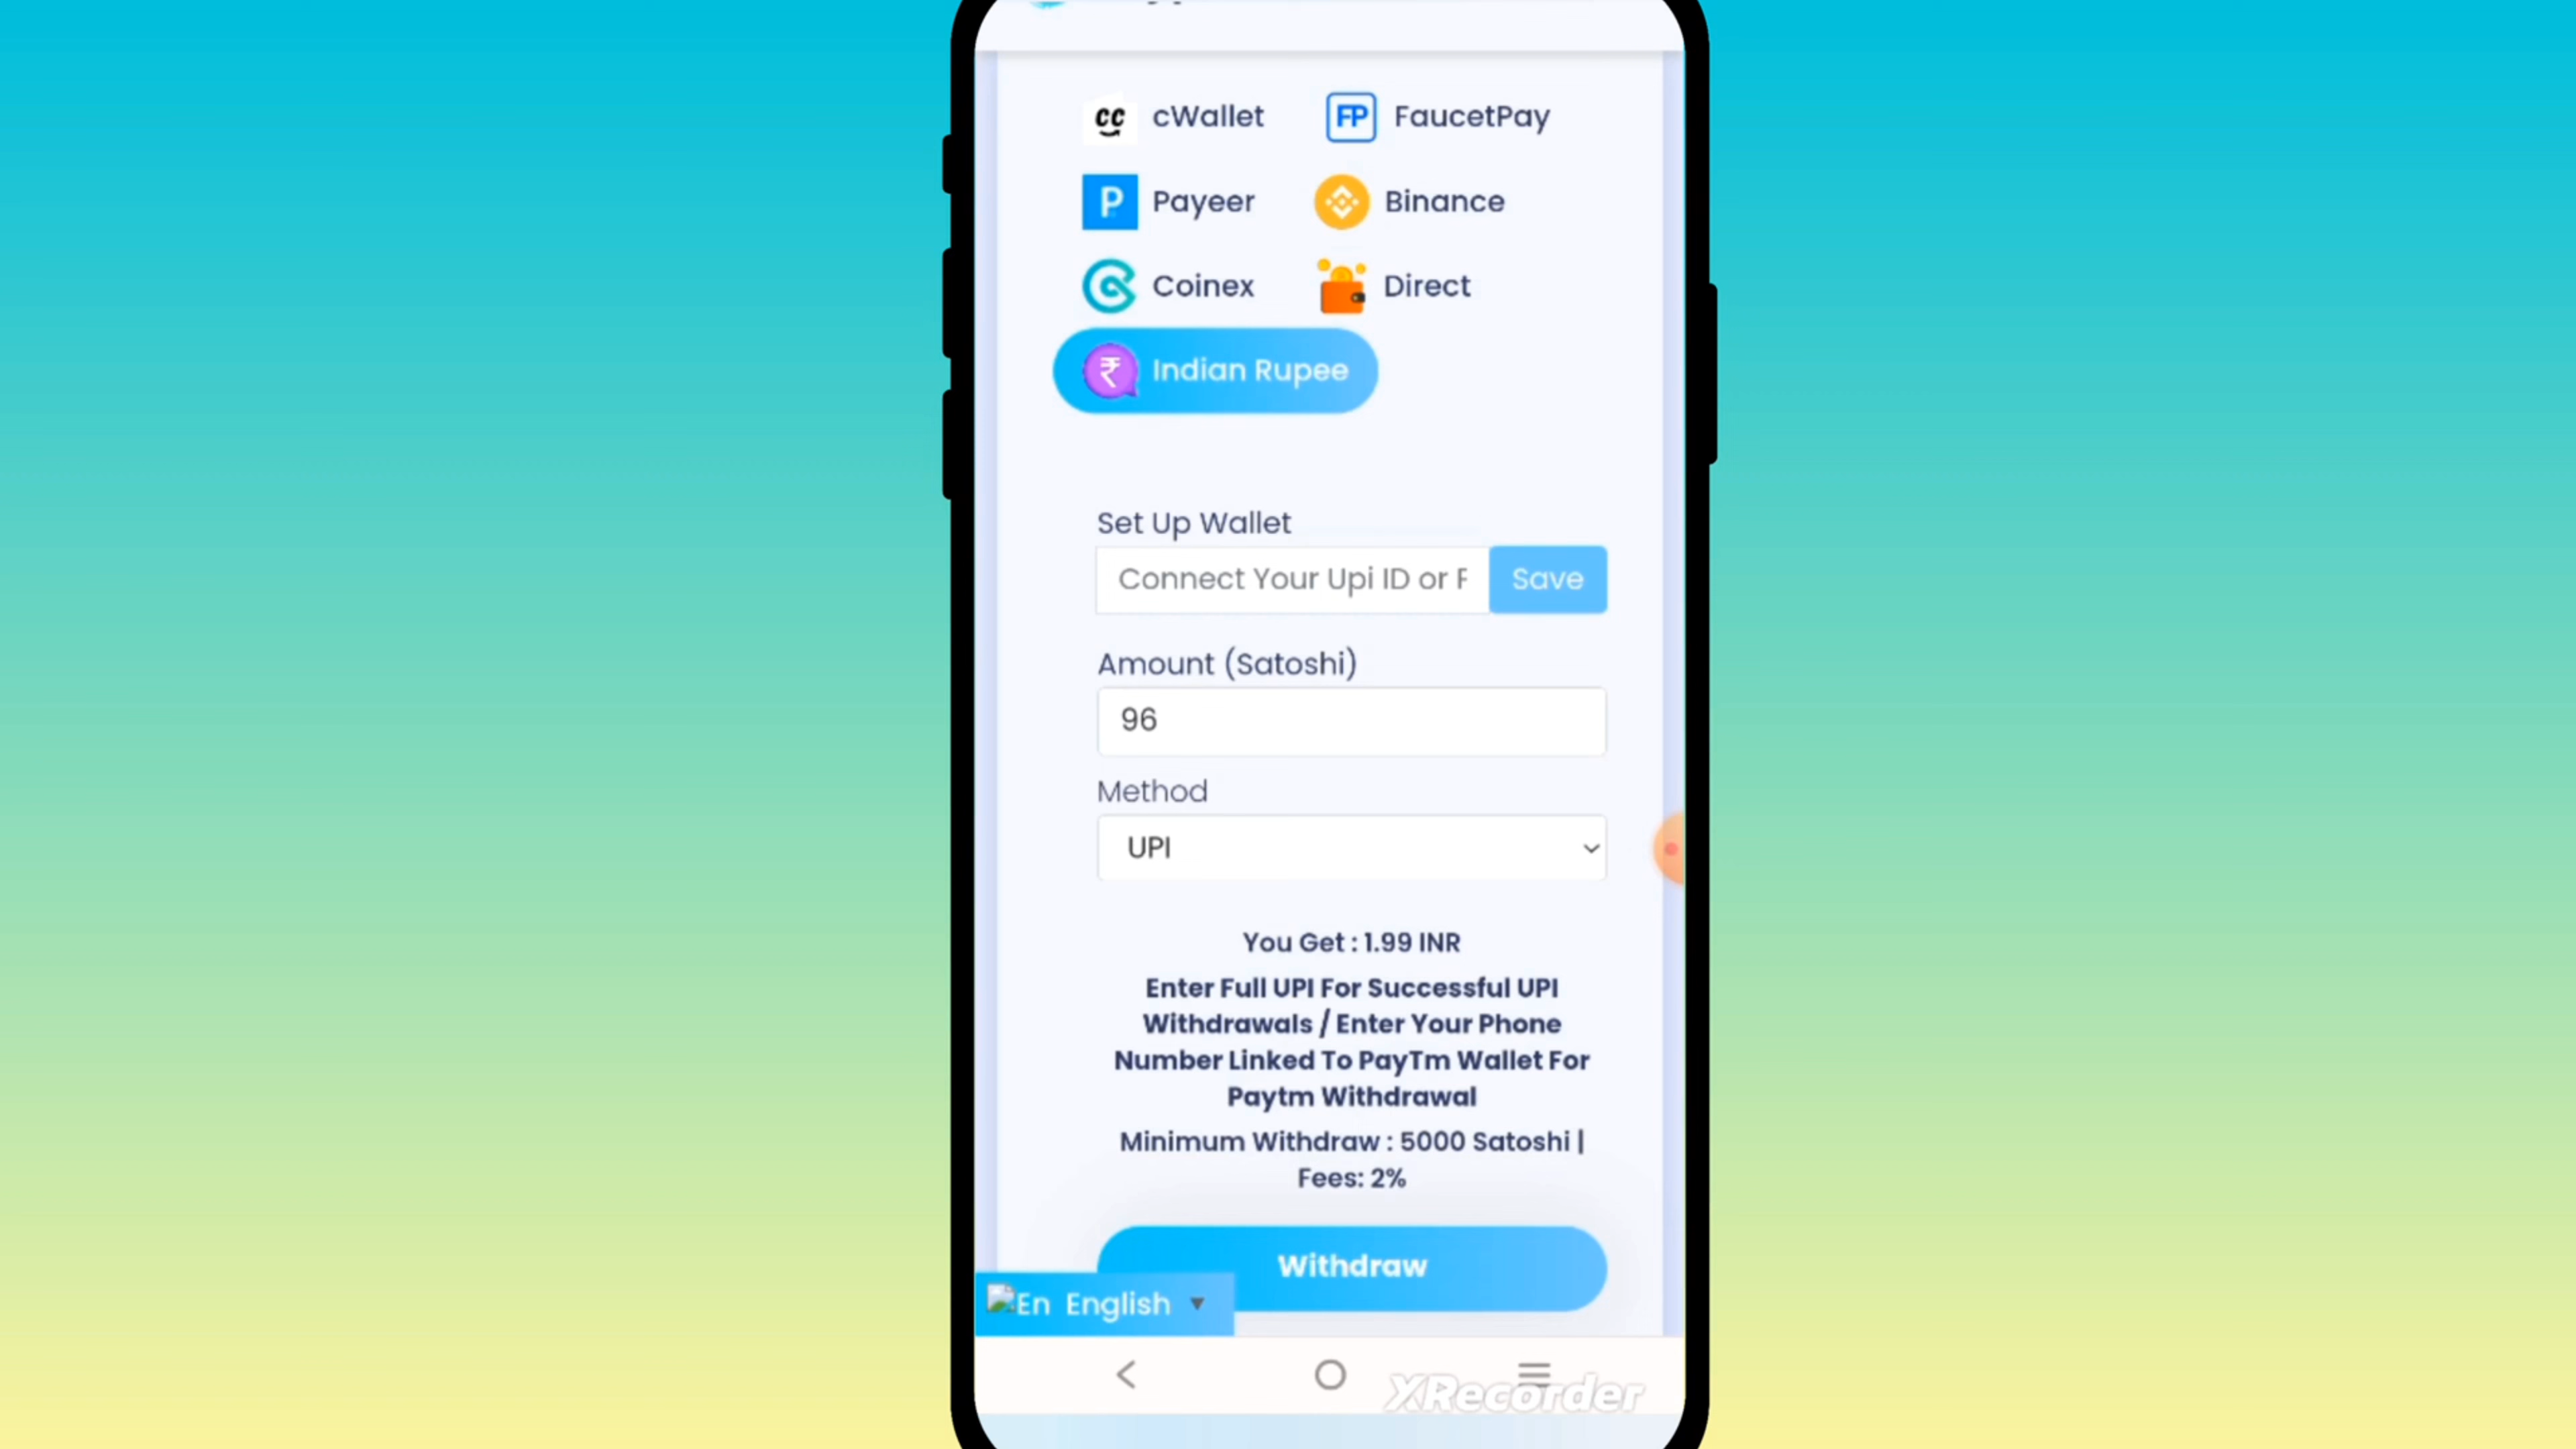 cc cWallet FP FaucetPay
P Payeer Binance
Coinex Direct
₹ Indian Rupee
Set Up Wallet
Connect Your Upi ID or F Save
Amount (Satoshi)
96
Method
UPI
You Get : 1.99 INR
Enter Full UPI For Successful UPI
Withdrawals / Enter Your Phone
Number Linked To PayTm Wallet For
Paytm Withdrawal
Minimum Withdraw : 5000 Satoshi |
Fees: 2%
Withdraw
En English
XRecorder